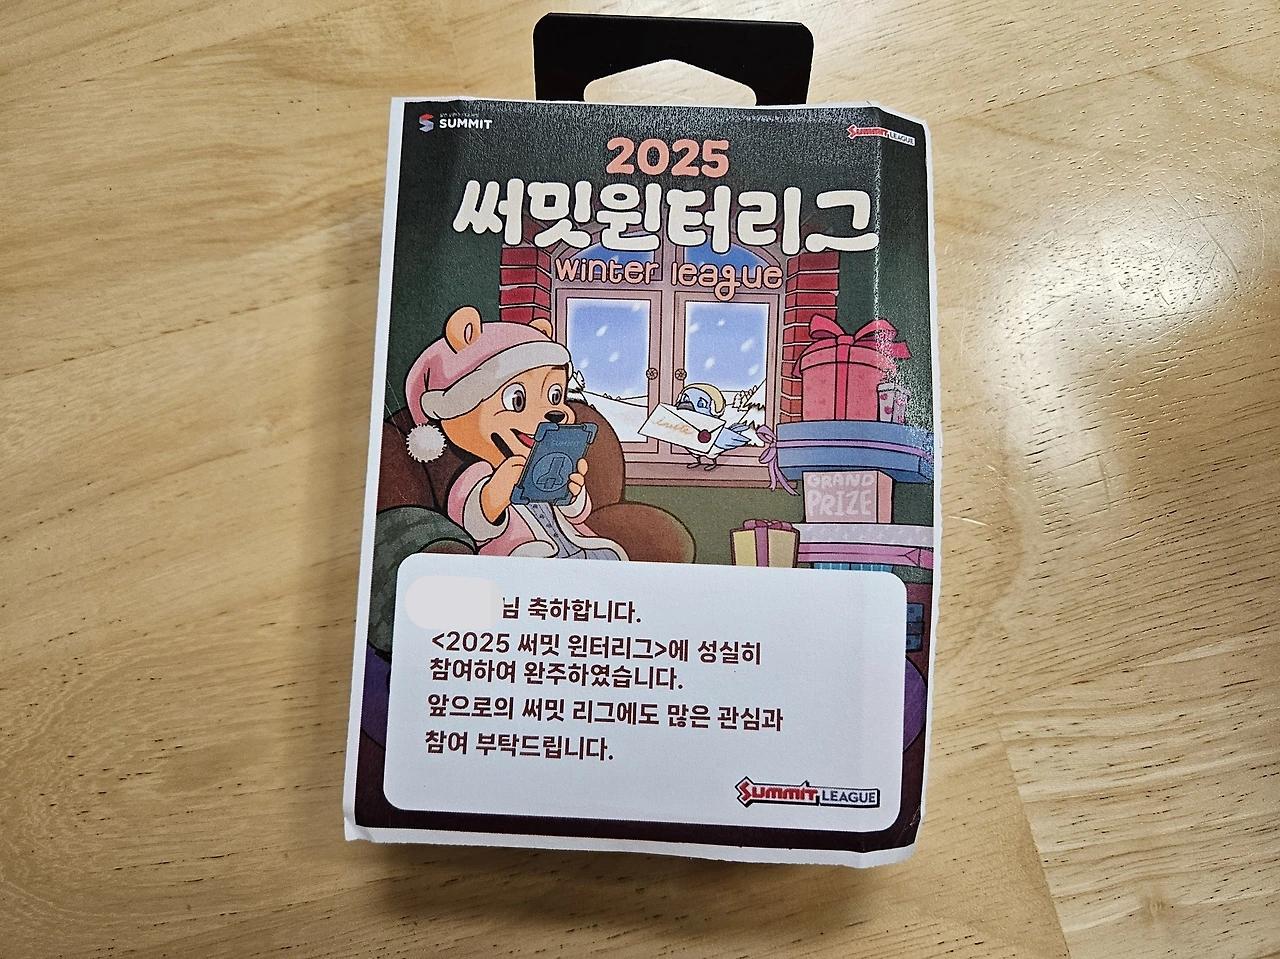 SUMMIT
SUMMIT LEAGUE
2025
써밋윈터리그
winter league
GRAND
PRIZE
님 축하합니다.
<2025 써밋 윈터리그>에 성실히
참여하여 완주하였습니다.
앞으로의 써밋 리그에도 많은 관심과
참여 부탁드립니다.
SUMMIT LEAGUE